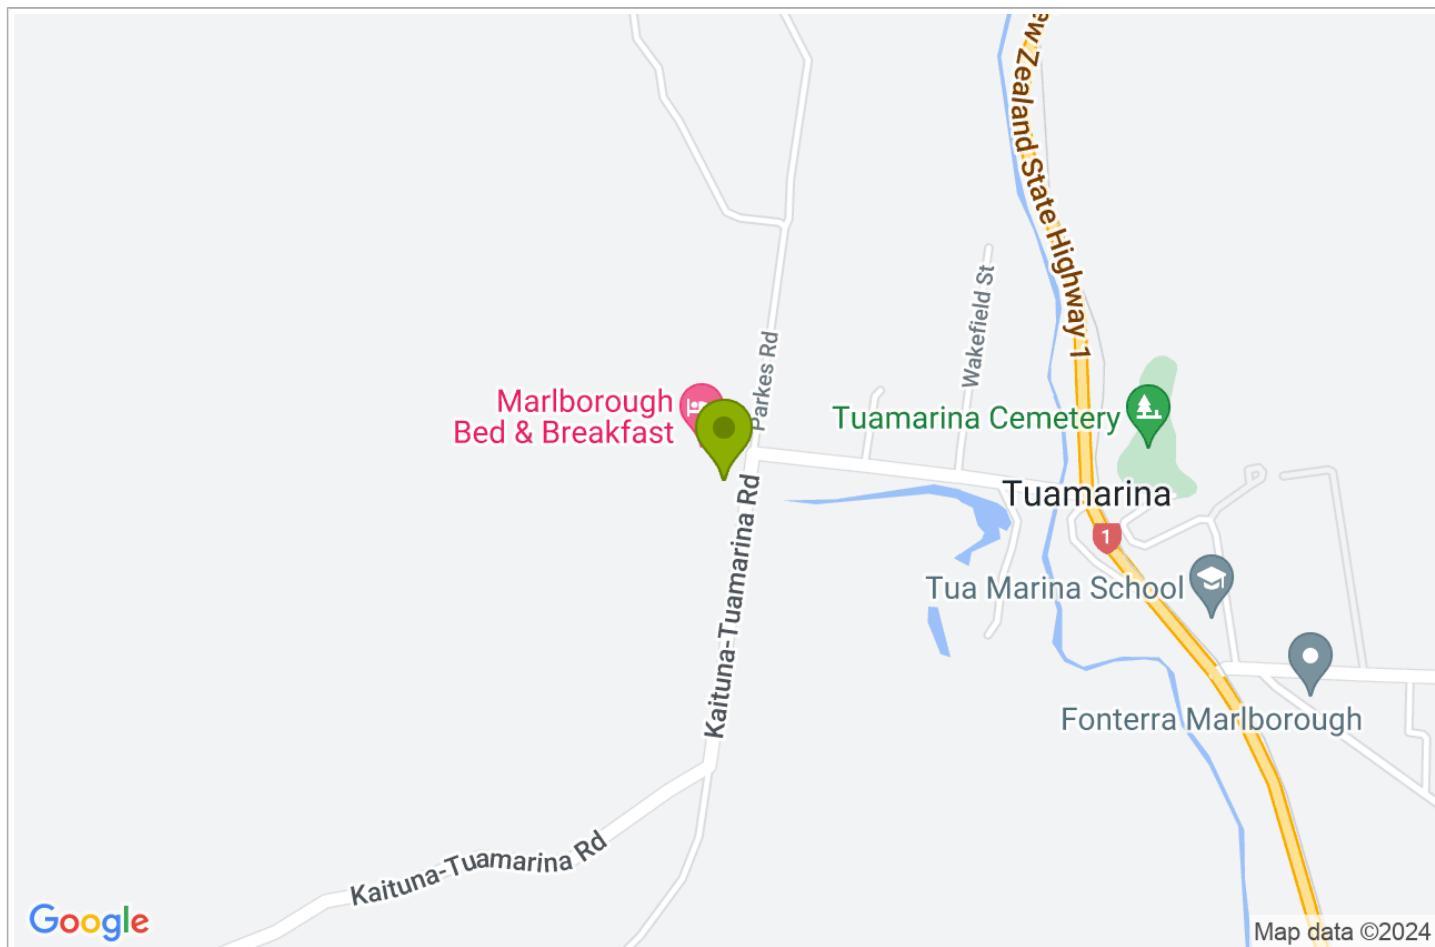 ew Zealand State Highway 1
Wakefield St
Parkes Rd
Marlborough
Bed & Breakfast
Tuamarina Cemetery
Tuamarina
1
Kaituna-Tuamarina Rd
Tua Marina School
Fonterra Marlborough
Kaituna-Tuamarina Rd
Google
Map data ©2024